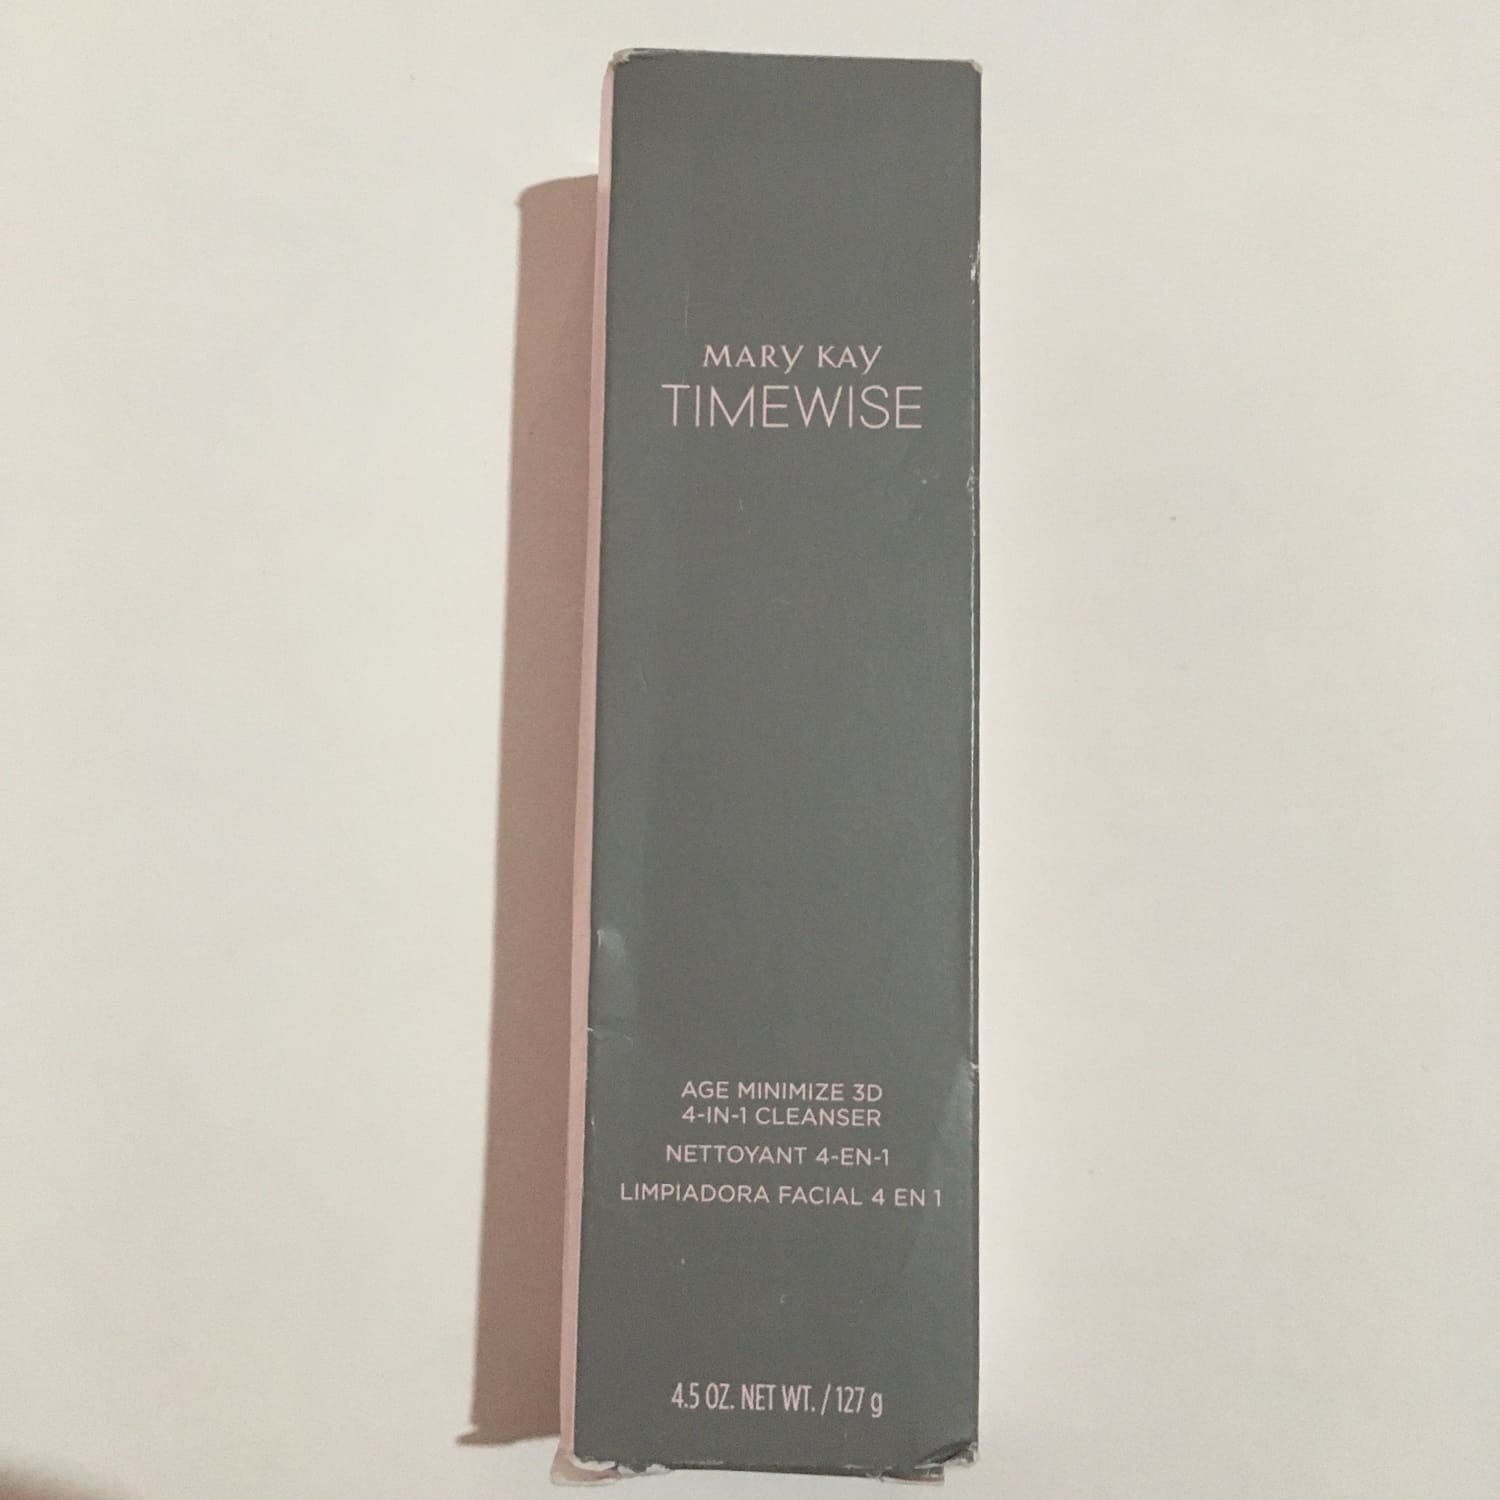 MARY KAY
TIMEWISE
AGE MINIMIZE 3D
4-IN-1 CLEANSER
NETTOYANT 4-EN-1
LIMPIADORA FACIAL 4 EN 1
4.5 OZ. NET WT. / 127 g